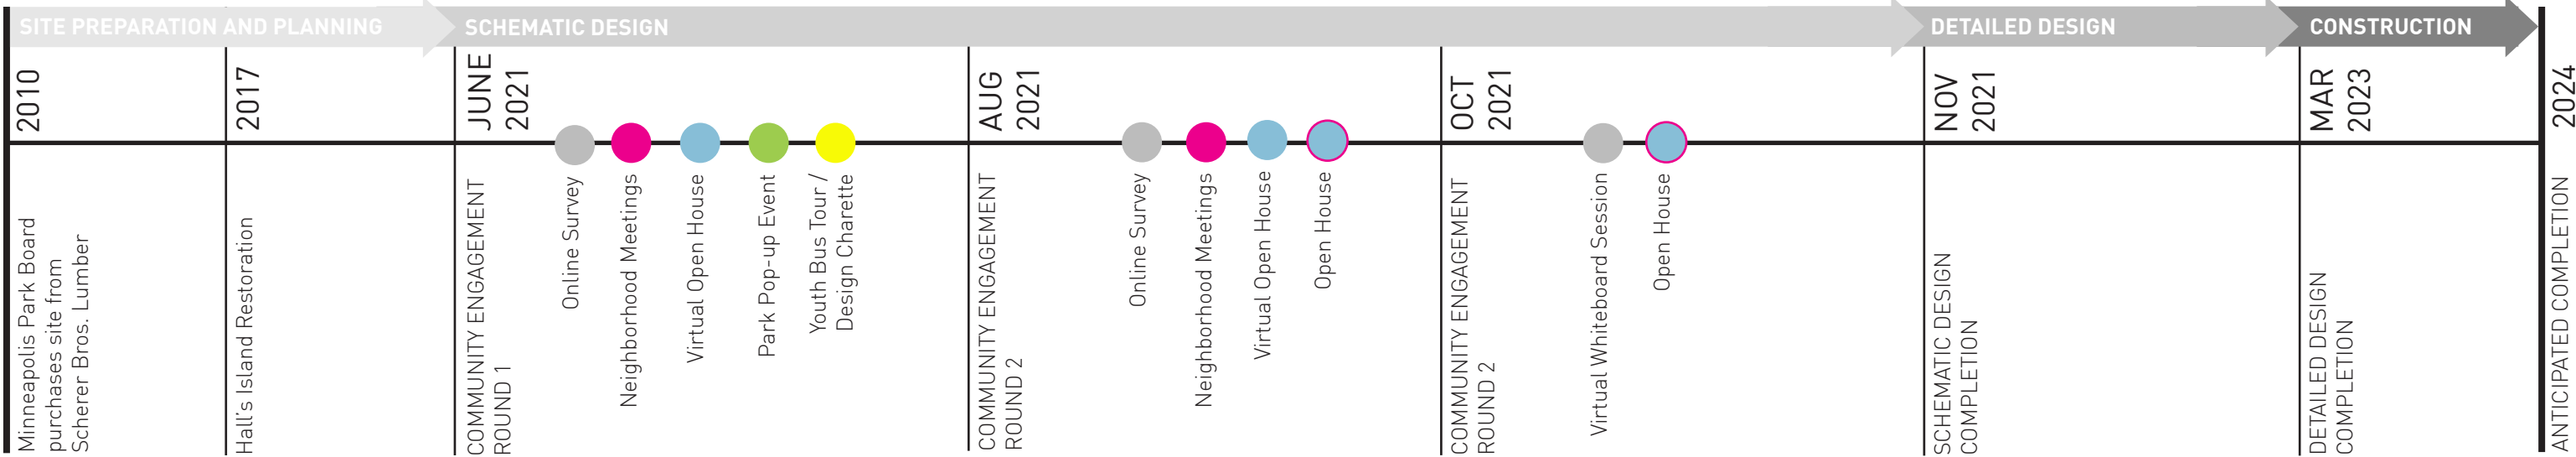 SITE PREPARATION AND PLANNING
SCHEMATIC DESIGN
DETAILED DESIGN
CONSTRUCTION
2010
Minneapolis Park Board
purchases site from
Scherer Bros. Lumber
2017
Hall's Island Restoration
JUNE
2021
COMMUNITY ENGAGEMENT
ROUND 1
Online Survey
Neighborhood Meetings
Virtual Open House
Park Pop-up Event
Youth Bus Tour /
Design Charette
AUG
2021
COMMUNITY ENGAGEMENT
ROUND 2
Online Survey
Neighborhood Meetings
Virtual Open House
Open House
OCT
2021
COMMUNITY ENGAGEMENT
ROUND 2
Virtual Whiteboard Session
Open House
NOV
2021
SCHEMATIC DESIGN
COMPLETION
MAR
2023
DETAILED DESIGN
COMPLETION
2024
ANTICIPATED COMPLETION